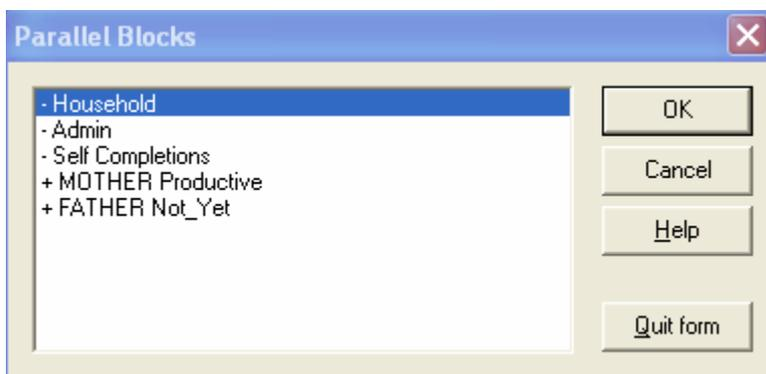 Parallel Blocks
- Household
- Admin
- Self Completions
+ MOTHER Productive
+ FATHER Not_Yet
OK
Cancel
Help
Quit form